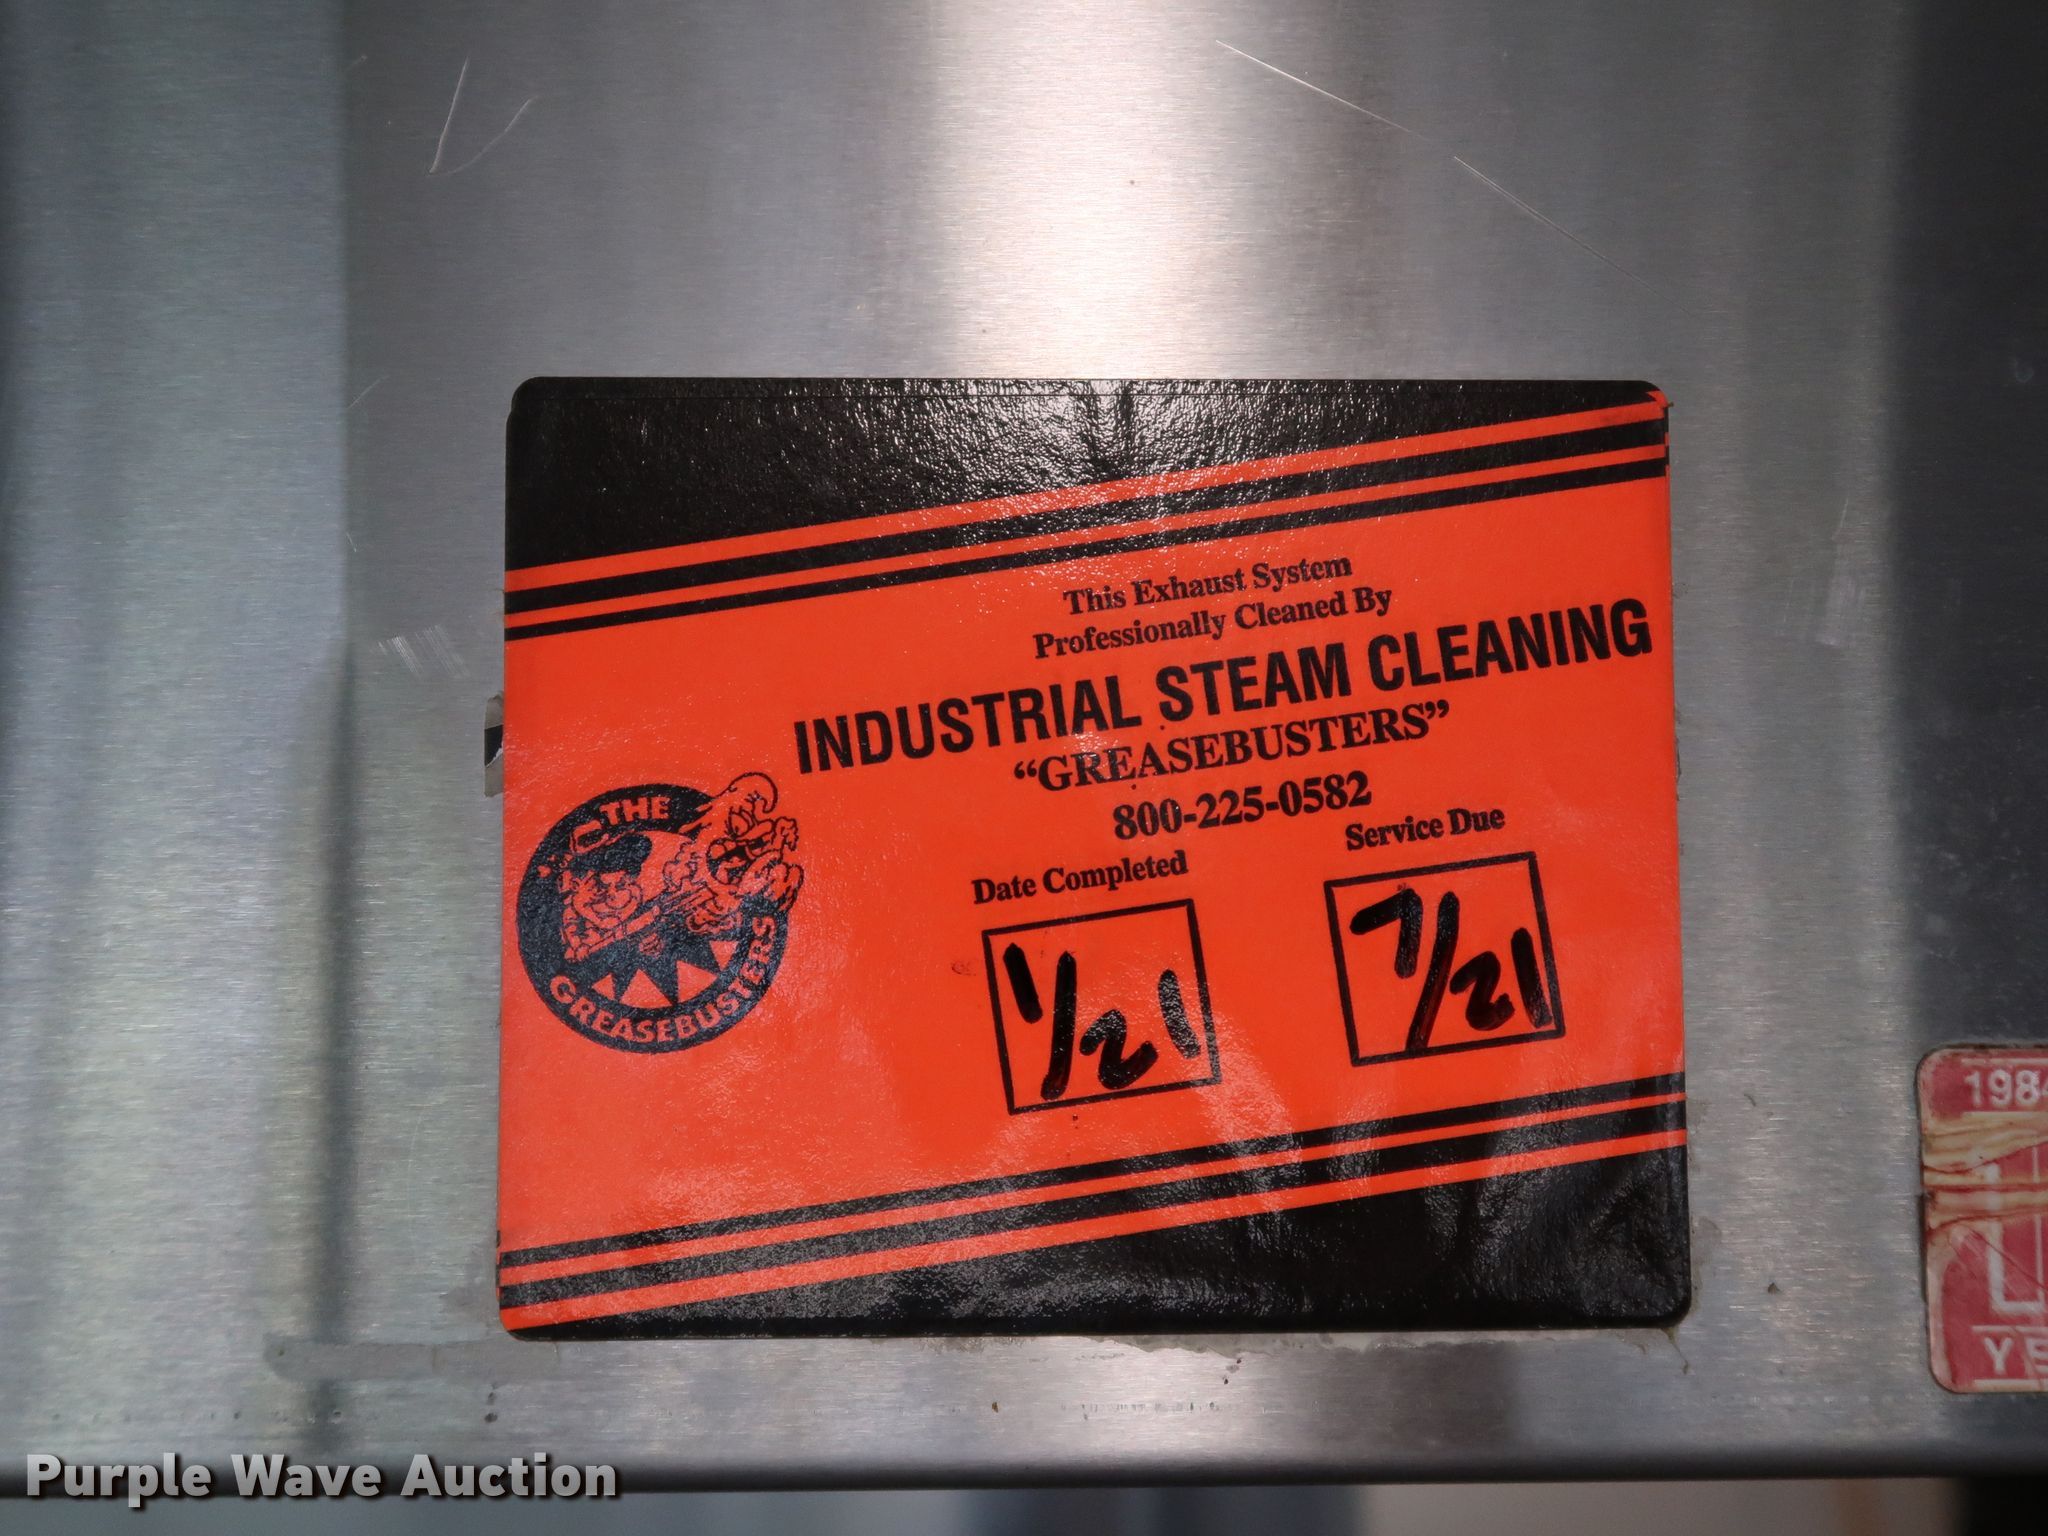 This Exhaust System
Professionally Cleaned By
INDUSTRIAL STEAM CLEANING
“GREASEBUSTERS”
800-225-0582
Date Completed
Service Due
1/21
7/21
THE
GREASEBUSTERS
Purple Wave Auction